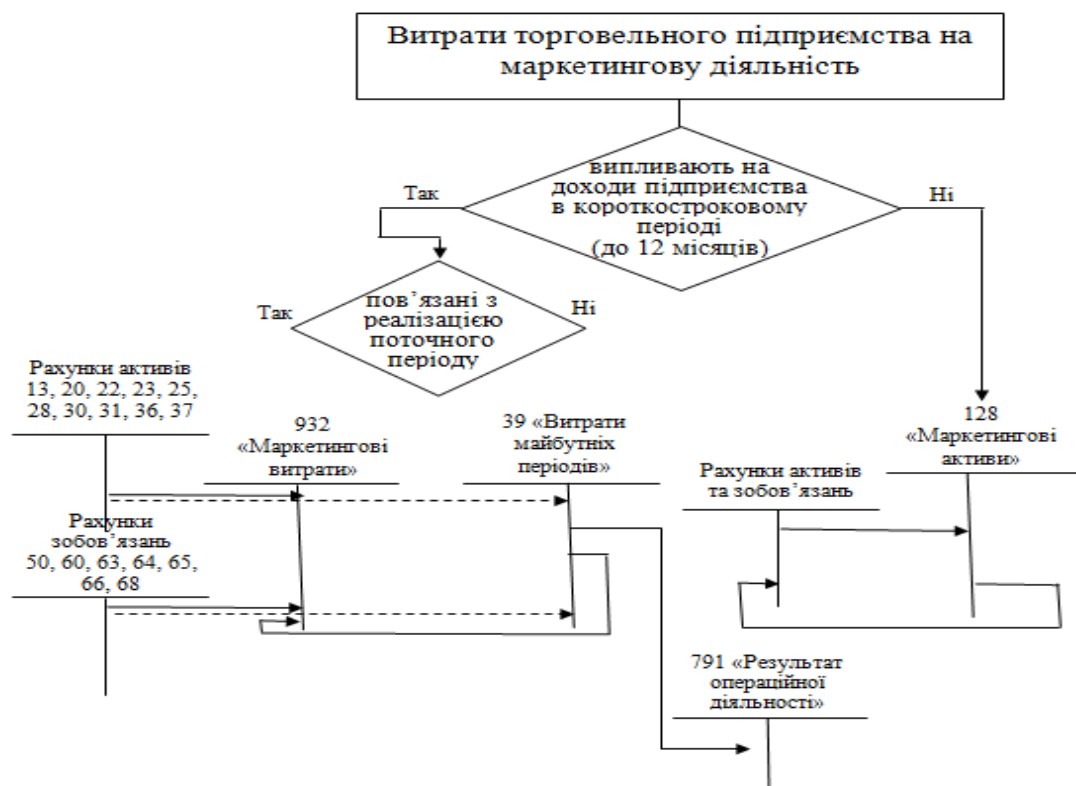 Витрати торговельного підприємства на
маркетингову діяльність
випливають на
доходи підприємства
в короткостроковому
періоді
(до 12 місяців)
Так
Ні
пов’язані з
реалізацією
поточного
періоду
Так
Ні
Рахунки активів
13, 20, 22, 23, 25,
28, 30, 31, 36, 37
932
«Маркетингові
витрати»
39 «Витрати
майбутніх
періодів»
128
«Маркетингові
активи»
Рахунки активів
та зобов’язань
Рахунки
зобов’язань
50, 60, 63, 64, 65,
66, 68
791 «Результат
операційної
діяльності»